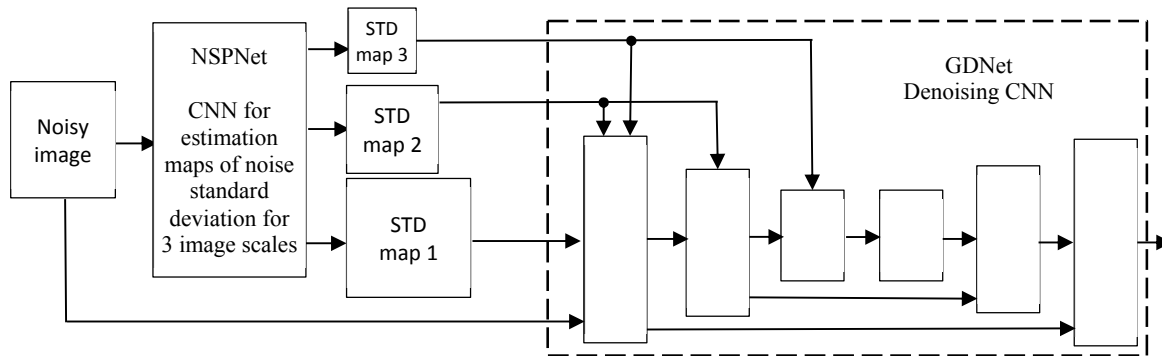 Noisy
image
NSPNet
CNN for
estimation
maps of noise
standard
deviation for
3 image scales
STD
map 3
STD
map 2
STD
map 1
GDNet
Denoising CNN